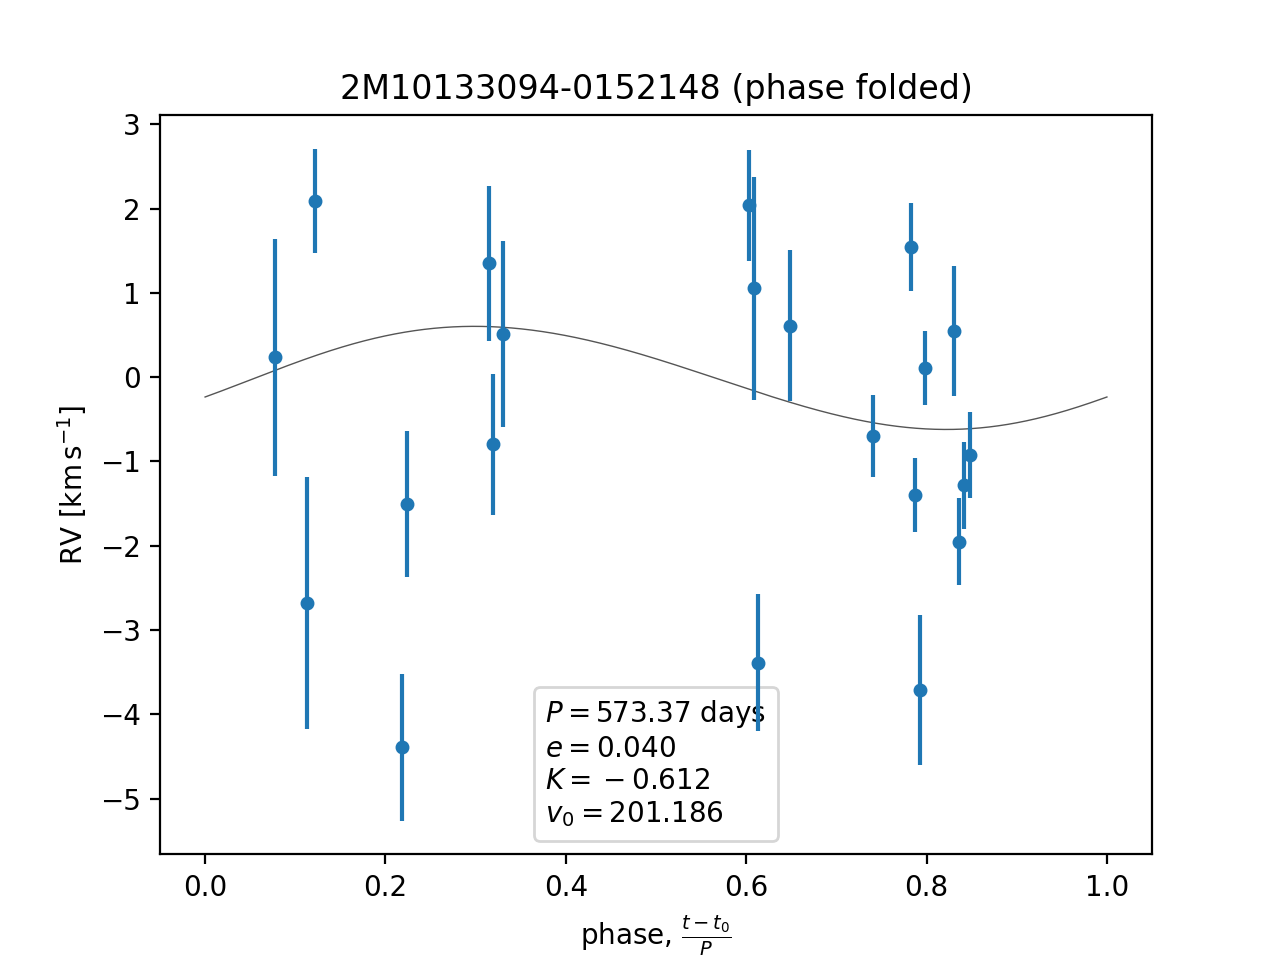 2M10133094-0152148 (phase folded)
3
2
1
0
−1
−2
−3
−4
−5
RV [km s⁻¹]
P = 573.37 days
e = 0.040
K = −0.612
v₀ = 201.186
0.0 0.2 0.4 0.6 0.8 1.0
phase, (t − t₀)/P